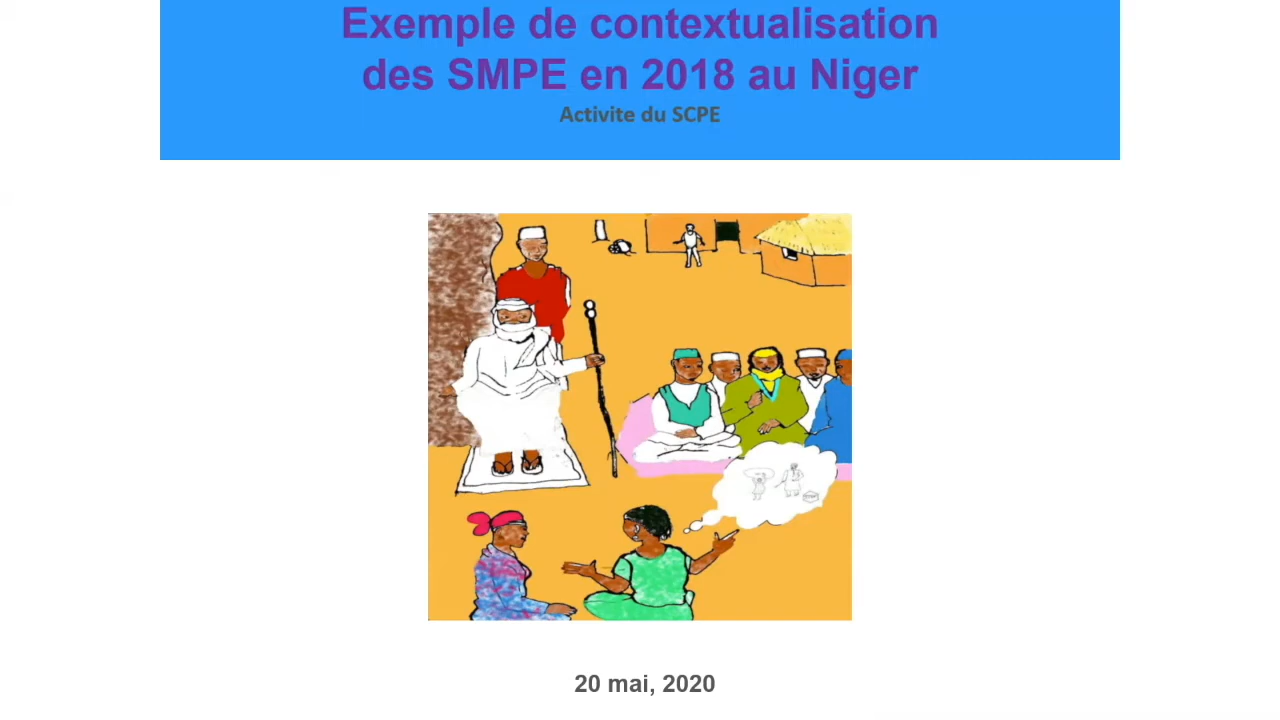 Exemple de contextualisation
des SMPE en 2018 au Niger
Activite du SCPE
20 mai, 2020